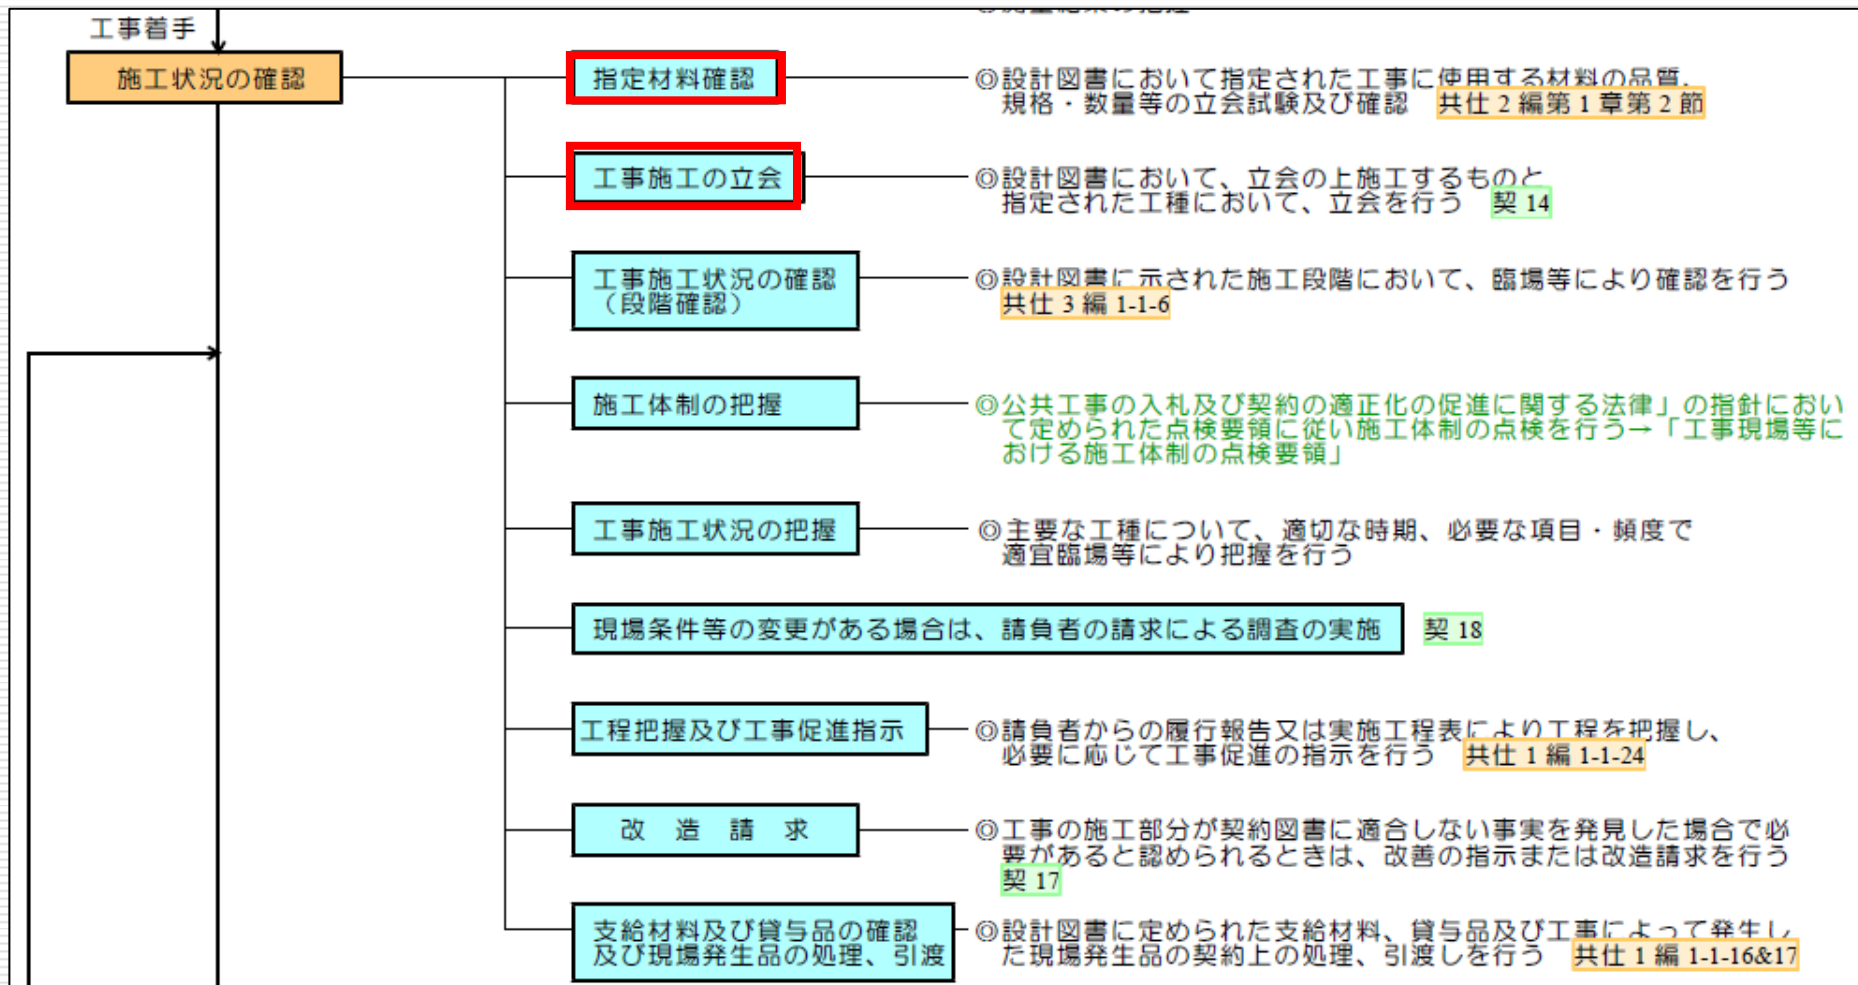 工事着手
施工状況の確認
指定材料確認
◎設計図書において指定された工事に使用する材料の品質、
規格・数量等の立会試験及び確認 共仕 2 編第 1 章第 2 節
工事施工の立会
◎設計図書において、立会の上施工するものと
指定された工種において、立会を行う 契 14
工事施工状況の確認
（段階確認）
◎設計図書に示された施工段階において、臨場等により確認を行う
共仕 3 編 1-1-6
施工体制の把握
◎公共工事の入札及び契約の適正化の促進に関する法律」の指針におい
て定められた点検要領に従い施工体制の点検を行う→「工事現場等に
おける施工体制の点検要領」
工事施工状況の把握
◎主要な工種について、適切な時期、必要な項目・頻度で
適宜臨場等により把握を行う
現場条件等の変更がある場合は、請負者の請求による調査の実施 契 18
工程把握及び工事促進指示
◎請負者からの履行報告又は実施工程表により工程を把握し、
必要に応じて工事促進の指示を行う 共仕 1 編 1-1-24
改 造 請 求
◎工事の施工部分が契約図書に適合しない事実を発見した場合で必
要があると認められるときは、改善の指示または改造請求を行う
契 17
支給材料及び貸与品の確認
及び現場発生品の処理、引渡
◎設計図書に定められた支給材料、貸与品及び工事によって発生し
た現場発生品の契約上の処理、引渡しを行う 共仕 1 編 1-1-16&17